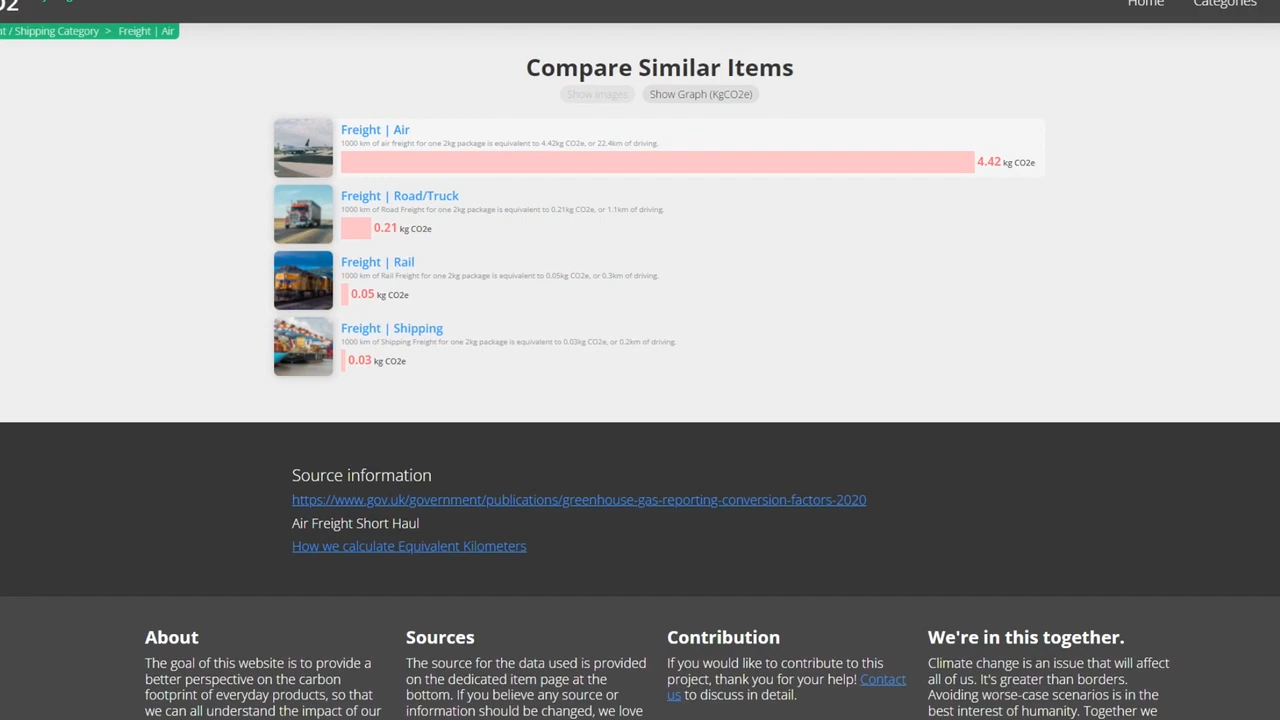 O2
Home Categories
nt / Shipping Category > Freight | Air
Compare Similar Items
Show Images Show Graph (KgCO2e)
Freight | Air
1000 km of air freight for one 2kg package is equivalent to 4.42kg CO2e, or 22.4km of driving.
4.42 kg CO2e
Freight | Road/Truck
1000 km of Road Freight for one 2kg package is equivalent to 0.21kg CO2e, or 1.1km of driving.
0.21 kg CO2e
Freight | Rail
1000 km of Rail Freight for one 2kg package is equivalent to 0.05kg CO2e, or 0.3km of driving.
0.05 kg CO2e
Freight | Shipping
1000 km of Shipping Freight for one 2kg package is equivalent to 0.03kg CO2e, or 0.2km of driving.
0.03 kg CO2e
Source information
https://www.gov.uk/government/publications/greenhouse-gas-reporting-conversion-factors-2020
Air Freight Short Haul
How we calculate Equivalent Kilometers
About
The goal of this website is to provide a
better perspective on the carbon
footprint of everyday products, so that
we can all understand the impact of our
Sources
The source for the data used is provided
on the dedicated item page at the
bottom. If you believe any source or
information should be changed, we love
Contribution
If you would like to contribute to this
project, thank you for your help! Contact
us to discuss in detail.
We're in this together.
Climate change is an issue that will affect
all of us. It's greater than borders.
Avoiding worse-case scenarios is in the
best interest of humanity. Together we